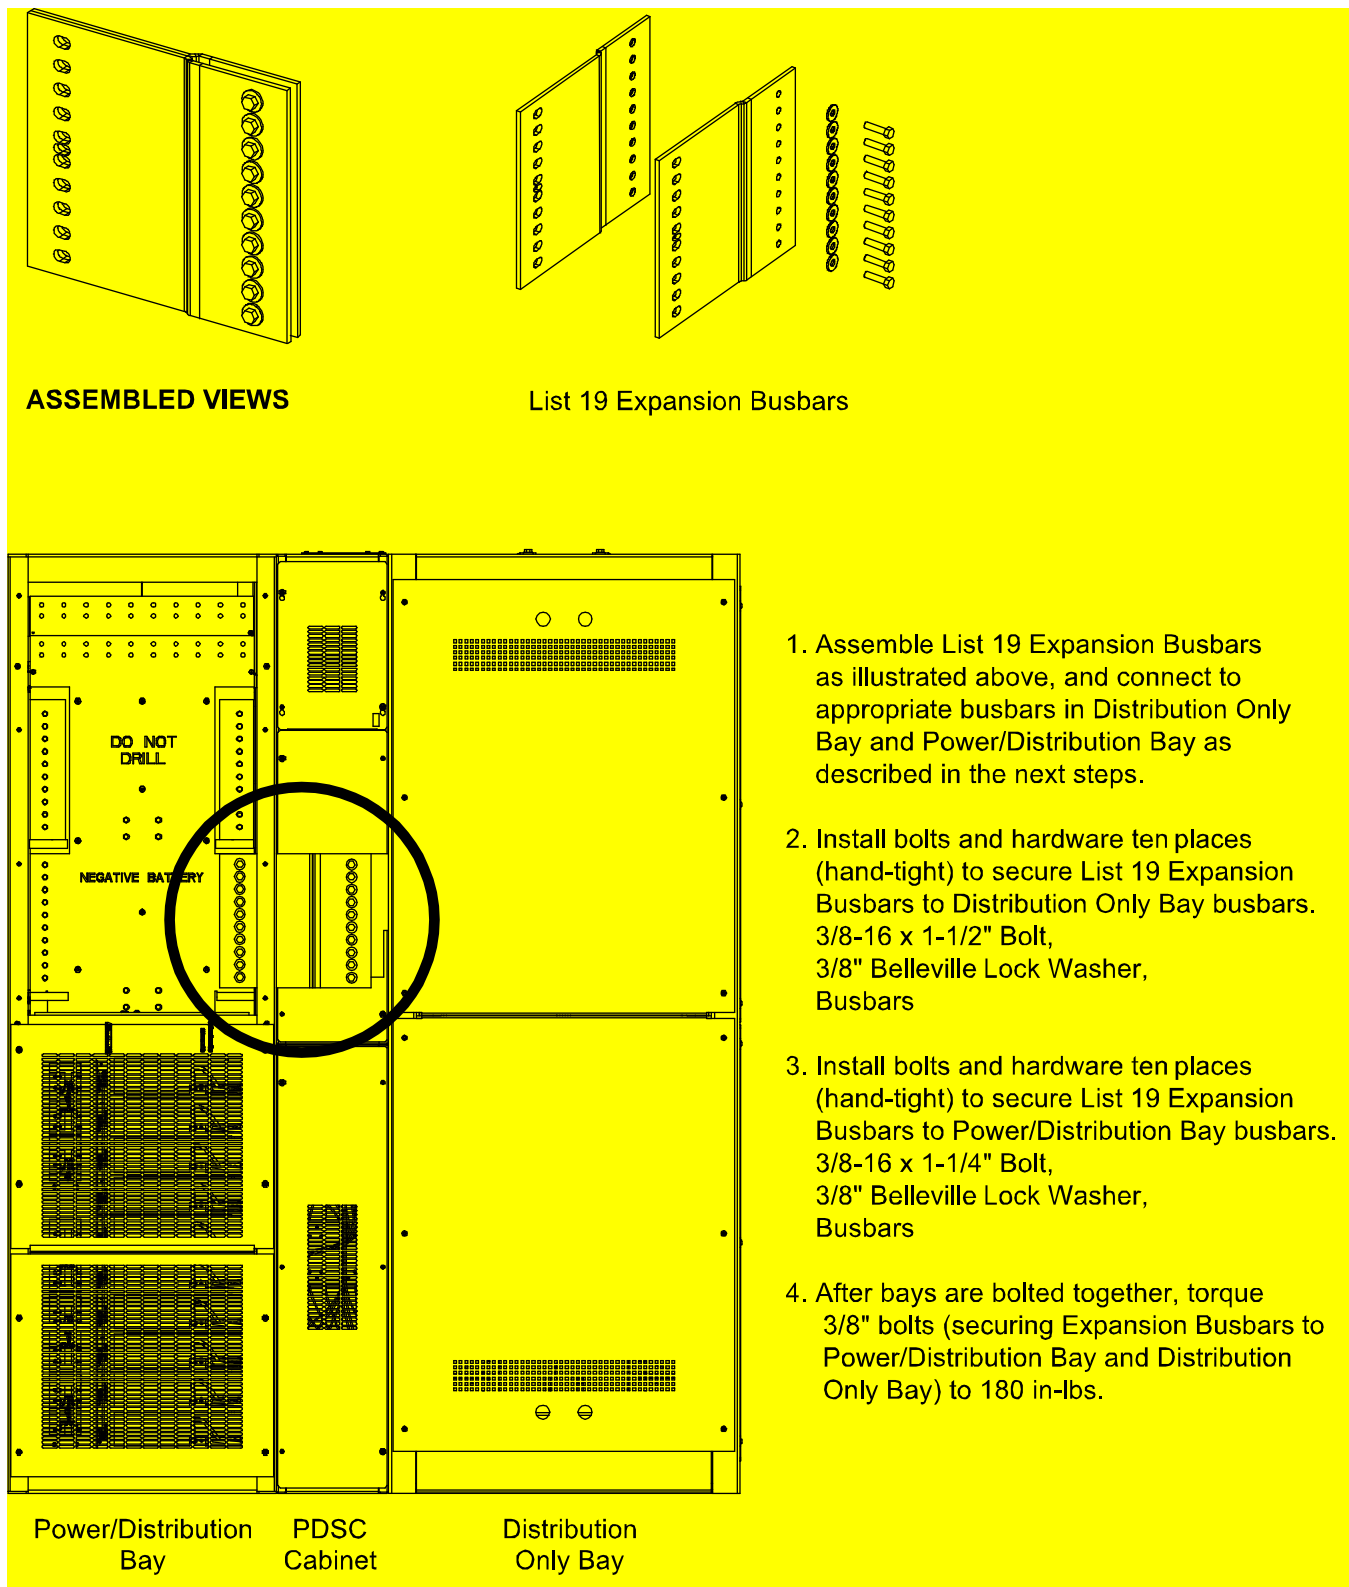 ASSEMBLED VIEWS
List 19 Expansion Busbars
DO NOT
DRILL
NEGATIVE BATTERY
1. Assemble List 19 Expansion Busbars
as illustrated above, and connect to
appropriate busbars in Distribution Only
Bay and Power/Distribution Bay as
described in the next steps.
2. Install bolts and hardware ten places
(hand-tight) to secure List 19 Expansion
Busbars to Distribution Only Bay busbars.
3/8-16 x 1-1/2" Bolt,
3/8" Belleville Lock Washer,
Busbars
3. Install bolts and hardware ten places
(hand-tight) to secure List 19 Expansion
Busbars to Power/Distribution Bay busbars.
3/8-16 x 1-1/4" Bolt,
3/8" Belleville Lock Washer,
Busbars
4. After bays are bolted together, torque
3/8" bolts (securing Expansion Busbars to
Power/Distribution Bay and Distribution
Only Bay) to 180 in-lbs.
Power/Distribution
Bay
PDSC
Cabinet
Distribution
Only Bay